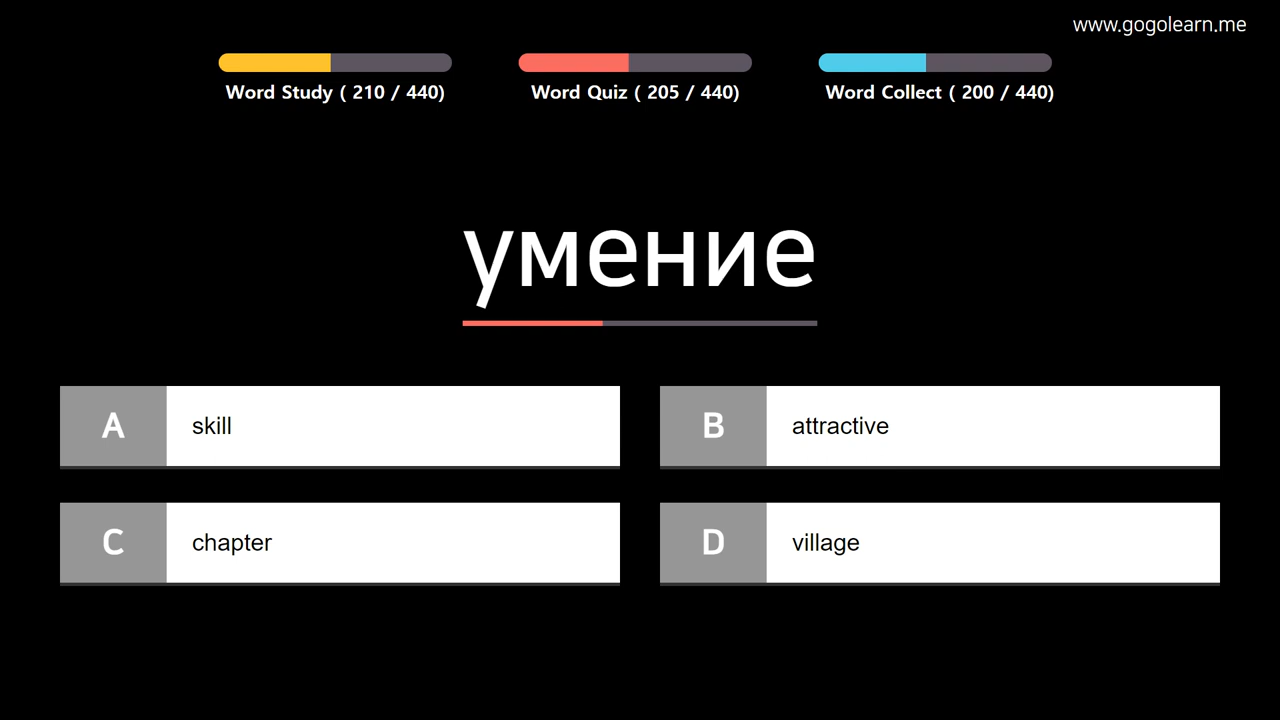 www.gogolearn.me
Word Study ( 210 / 440)
Word Quiz ( 205 / 440)
Word Collect ( 200 / 440)
умение
A skill
B attractive
C chapter
D village